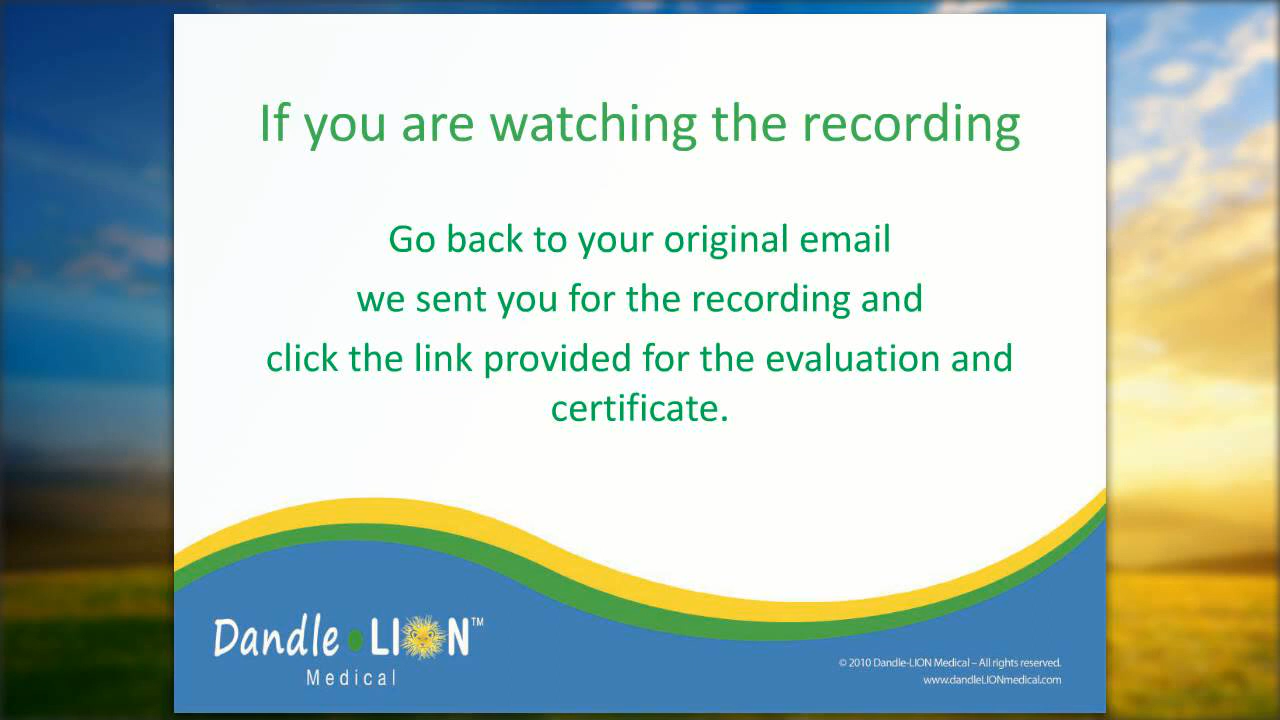 If you are watching the recording
Go back to your original email
we sent you for the recording and
click the link provided for the evaluation and
certificate.
Dandle•LION™
Medical
© 2010 Dandle-LION Medical – All rights reserved.
www.dandleLIONmedical.com